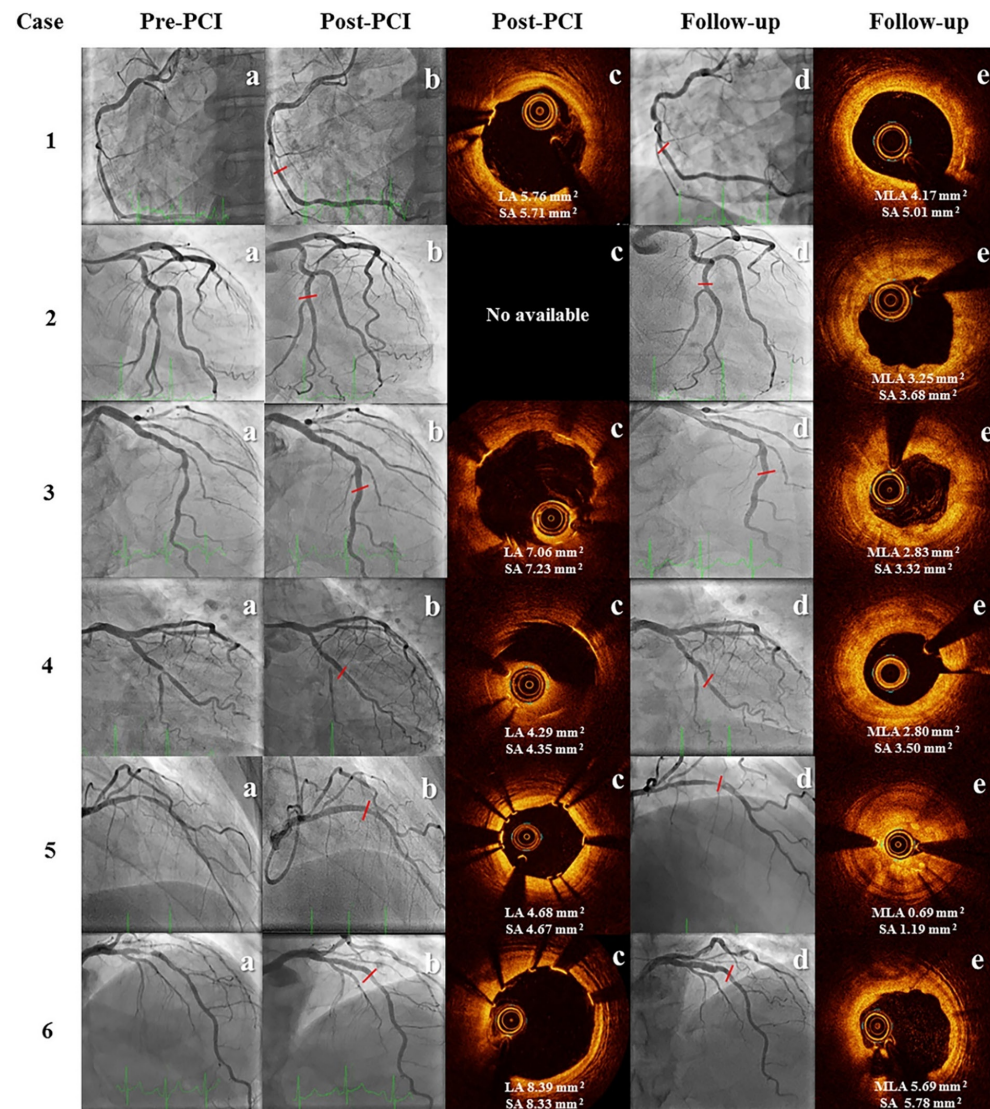 Case Pre-PCI Post-PCI Post-PCI Follow-up Follow-up
1
a
b
c
LA 5.76 mm²
SA 5.71 mm²
d
e
MLA 4.17 mm²
SA 5.01 mm²
2
a
b
c
No available
d
e
MLA 3.25 mm²
SA 3.68 mm²
3
a
b
c
LA 7.06 mm²
SA 7.23 mm²
d
e
MLA 2.83 mm²
SA 3.32 mm²
4
a
b
c
LA 4.29 mm²
SA 4.35 mm²
d
e
MLA 2.80 mm²
SA 3.50 mm²
5
a
b
c
LA 4.68 mm²
SA 4.67 mm²
d
e
MLA 0.69 mm²
SA 1.19 mm²
6
a
b
c
LA 8.39 mm²
SA 8.33 mm²
d
e
MLA 5.69 mm²
SA 5.78 mm²